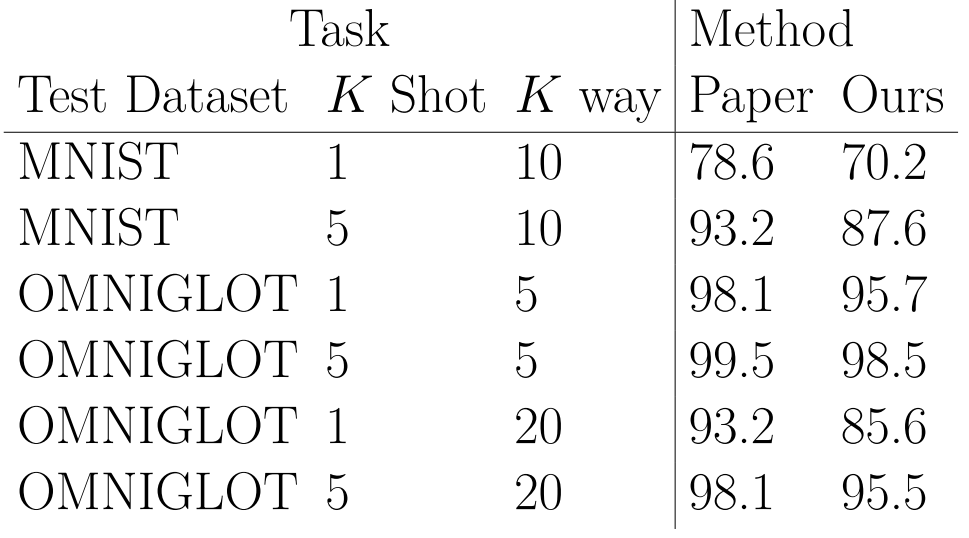 Task Method
Test Dataset K Shot K way Paper Ours
MNIST 1 10 78.6 70.2
MNIST 5 10 93.2 87.6
OMNIGLOT 1 5 98.1 95.7
OMNIGLOT 5 5 99.5 98.5
OMNIGLOT 1 20 93.2 85.6
OMNIGLOT 5 20 98.1 95.5